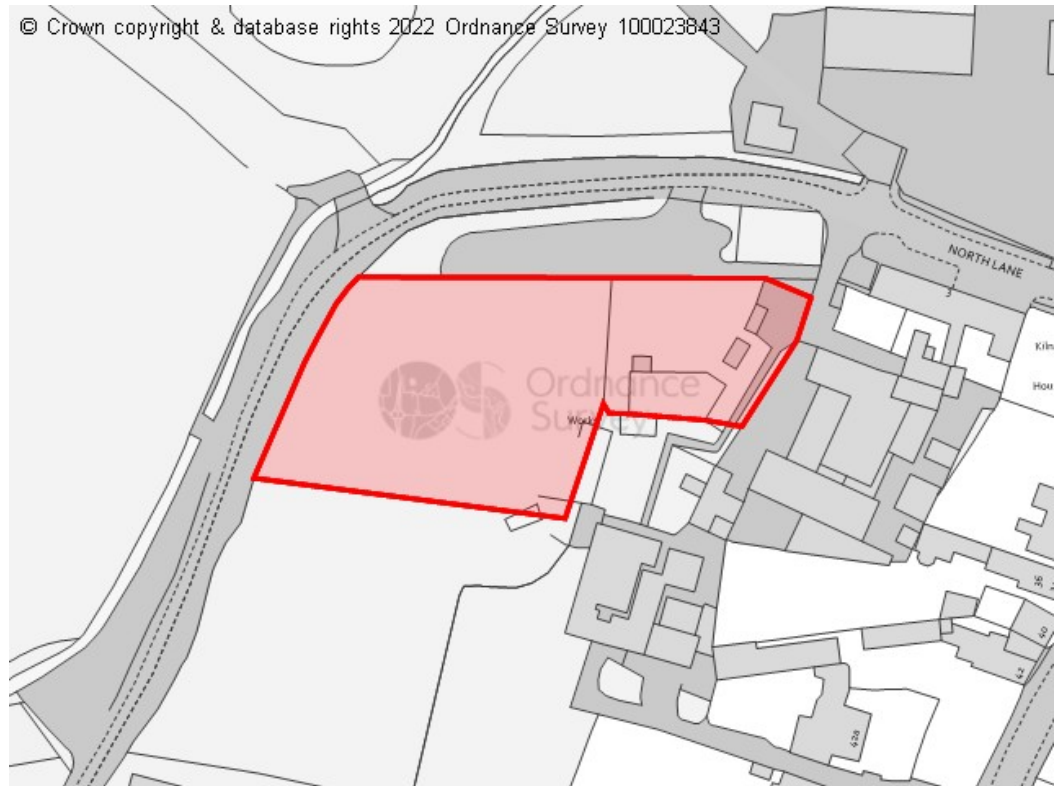 © Crown copyright & database rights 2022 Ordnance Survey 100023843
NORTH LANE
3
Kiln
Hou
Ordnance
Survey
Works
36
40
42
42a